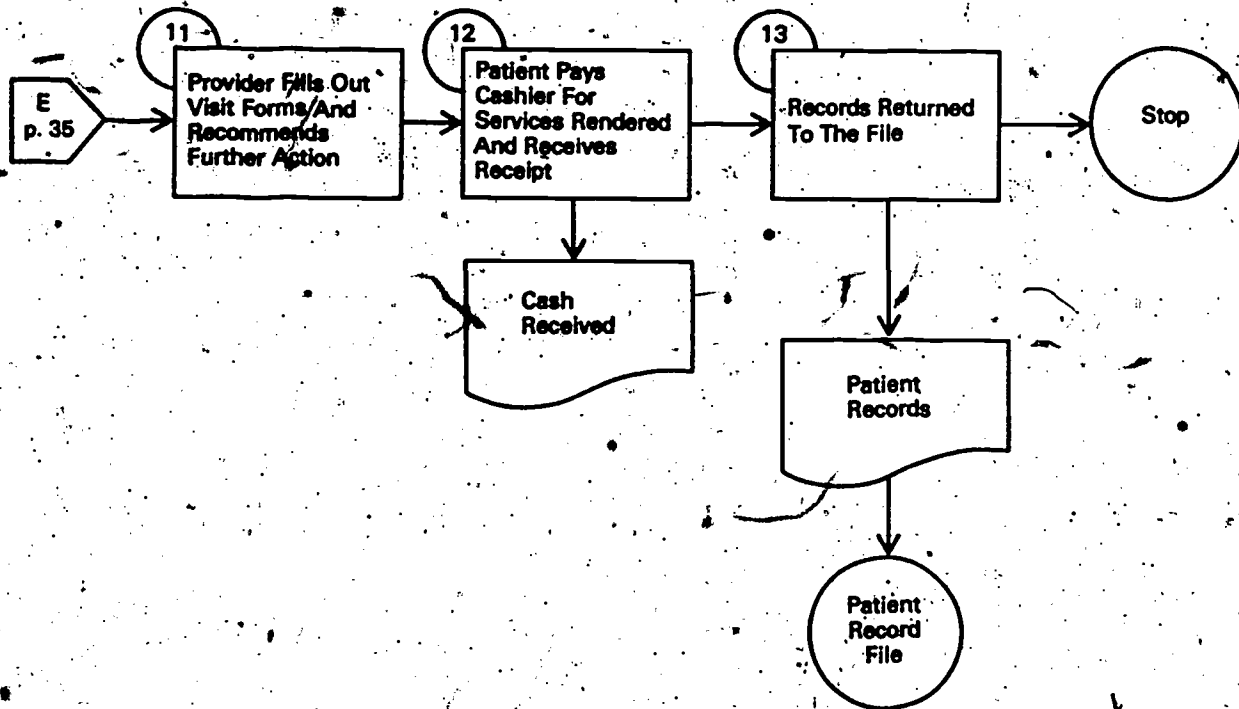 E
p. 35
11
Provider Fills Out
Visit Forms And
Recommends
Further Action
12
Patient Pays
Cashier For
Services Rendered
And Receives
Receipt
13
Records Returned
To The File
Stop
Cash
Received
Patient
Records
Patient
Record
File